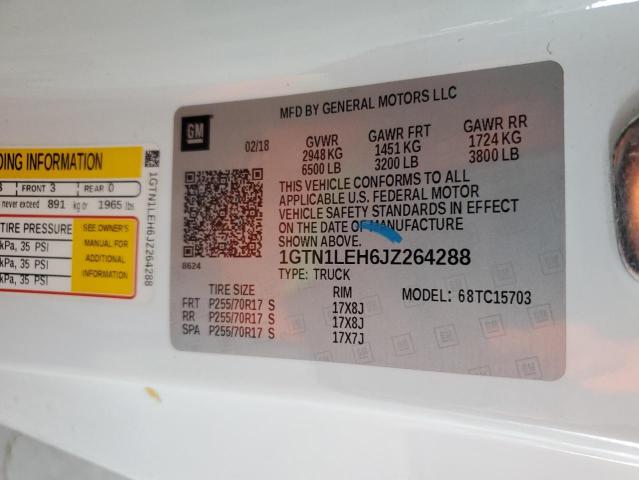 DING INFORMATION
FRONT 3 REAR 0
never exceed 891 kg or 1965 lbs.
TIRE PRESSURE
kPa, 35 PSI
kPa, 35 PSI
kPa, 35 PSI
SEE OWNER'S
MANUAL FOR
ADDITIONAL
INFORMATION
1GTN1LEH6JZ264288
GM
MFD BY GENERAL MOTORS LLC
02/18
GVWR
2948 KG
6500 LB
GAWR FRT
1451 KG
3200 LB
GAWR RR
1724 KG
3800 LB
THIS VEHICLE CONFORMS TO ALL
APPLICABLE U.S. FEDERAL MOTOR
VEHICLE SAFETY STANDARDS IN EFFECT
ON THE DATE OF MANUFACTURE
SHOWN ABOVE.
8624
1GTN1LEH6JZ264288
TYPE: TRUCK
MODEL: 68TC15703
TIRE SIZE RIM
FRT P255/70R17 S 17X8J
RR P255/70R17 S 17X8J
SPA P255/70R17 S 17X7J